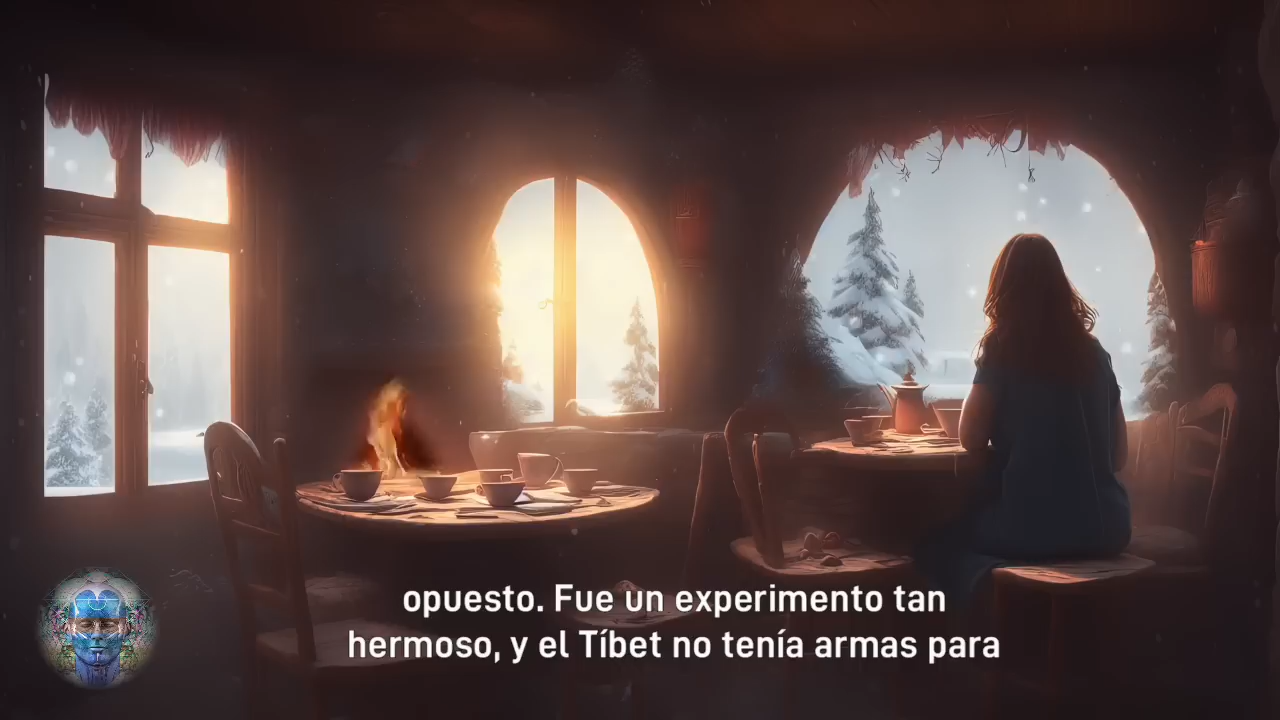 opuesto. Fue un experimento tan
hermoso, y el Tíbet no tenía armas para